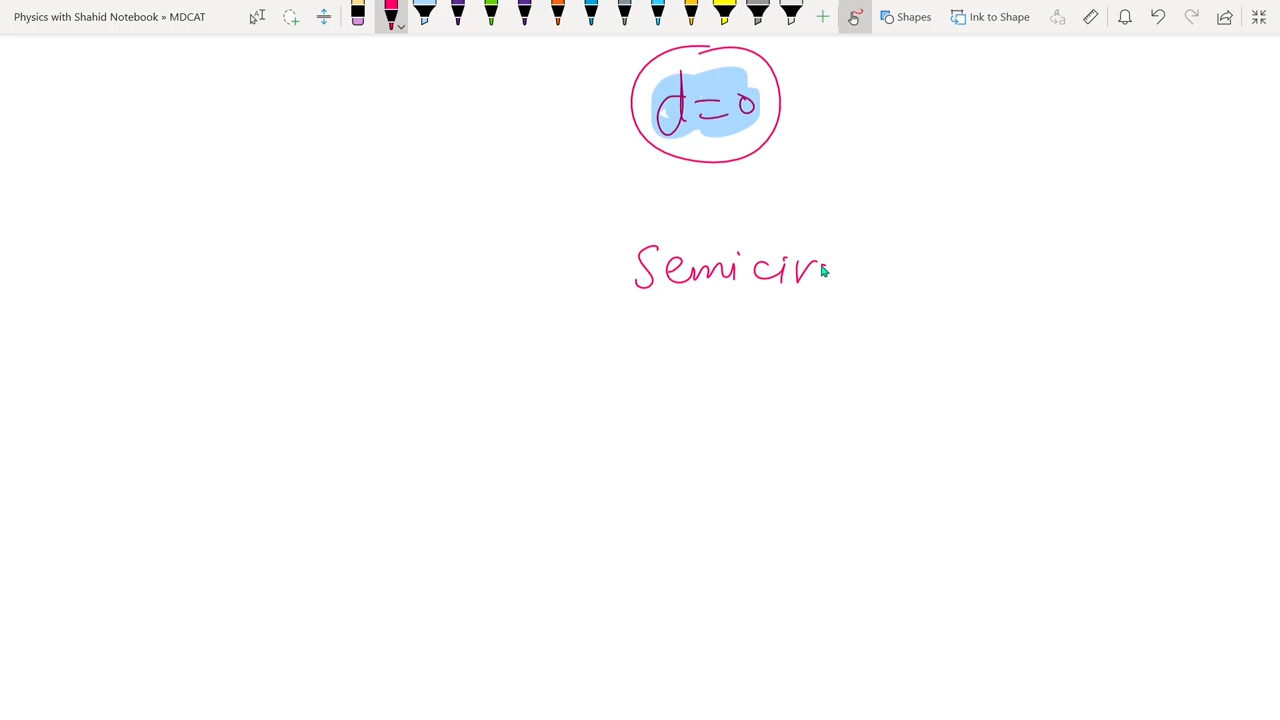 Physics with Shahid Notebook » MDCAT
Shapes
Ink to Shape
d=0
Semicir